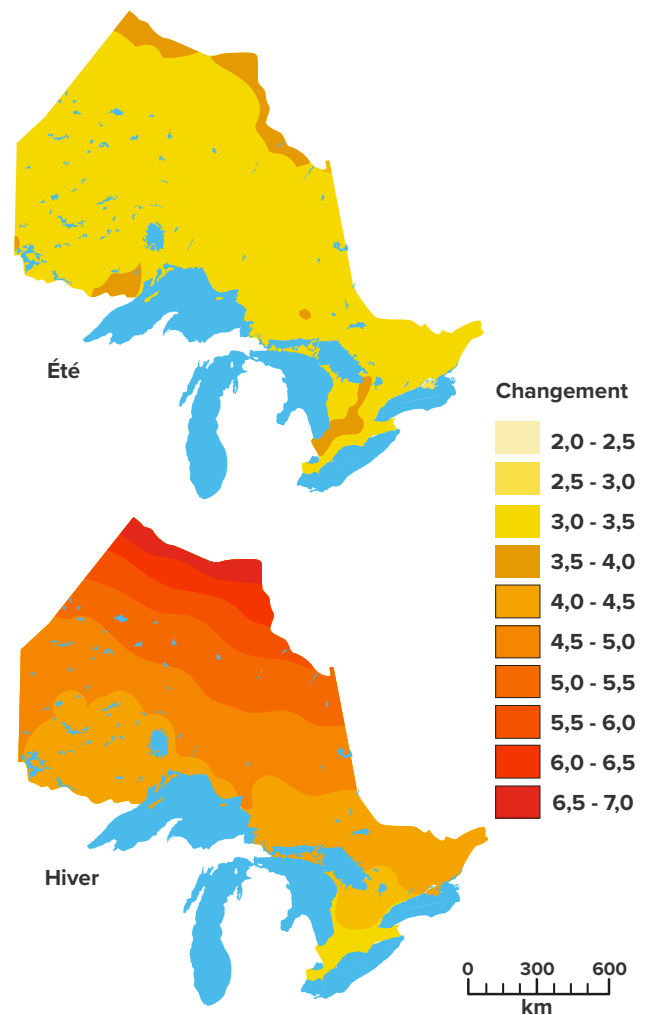 Été
Changement
2,0 - 2,5
2,5 - 3,0
3,0 - 3,5
3,5 - 4,0
4,0 - 4,5
4,5 - 5,0
5,0 - 5,5
5,5 - 6,0
6,0 - 6,5
6,5 - 7,0
Hiver
0 300 600
km